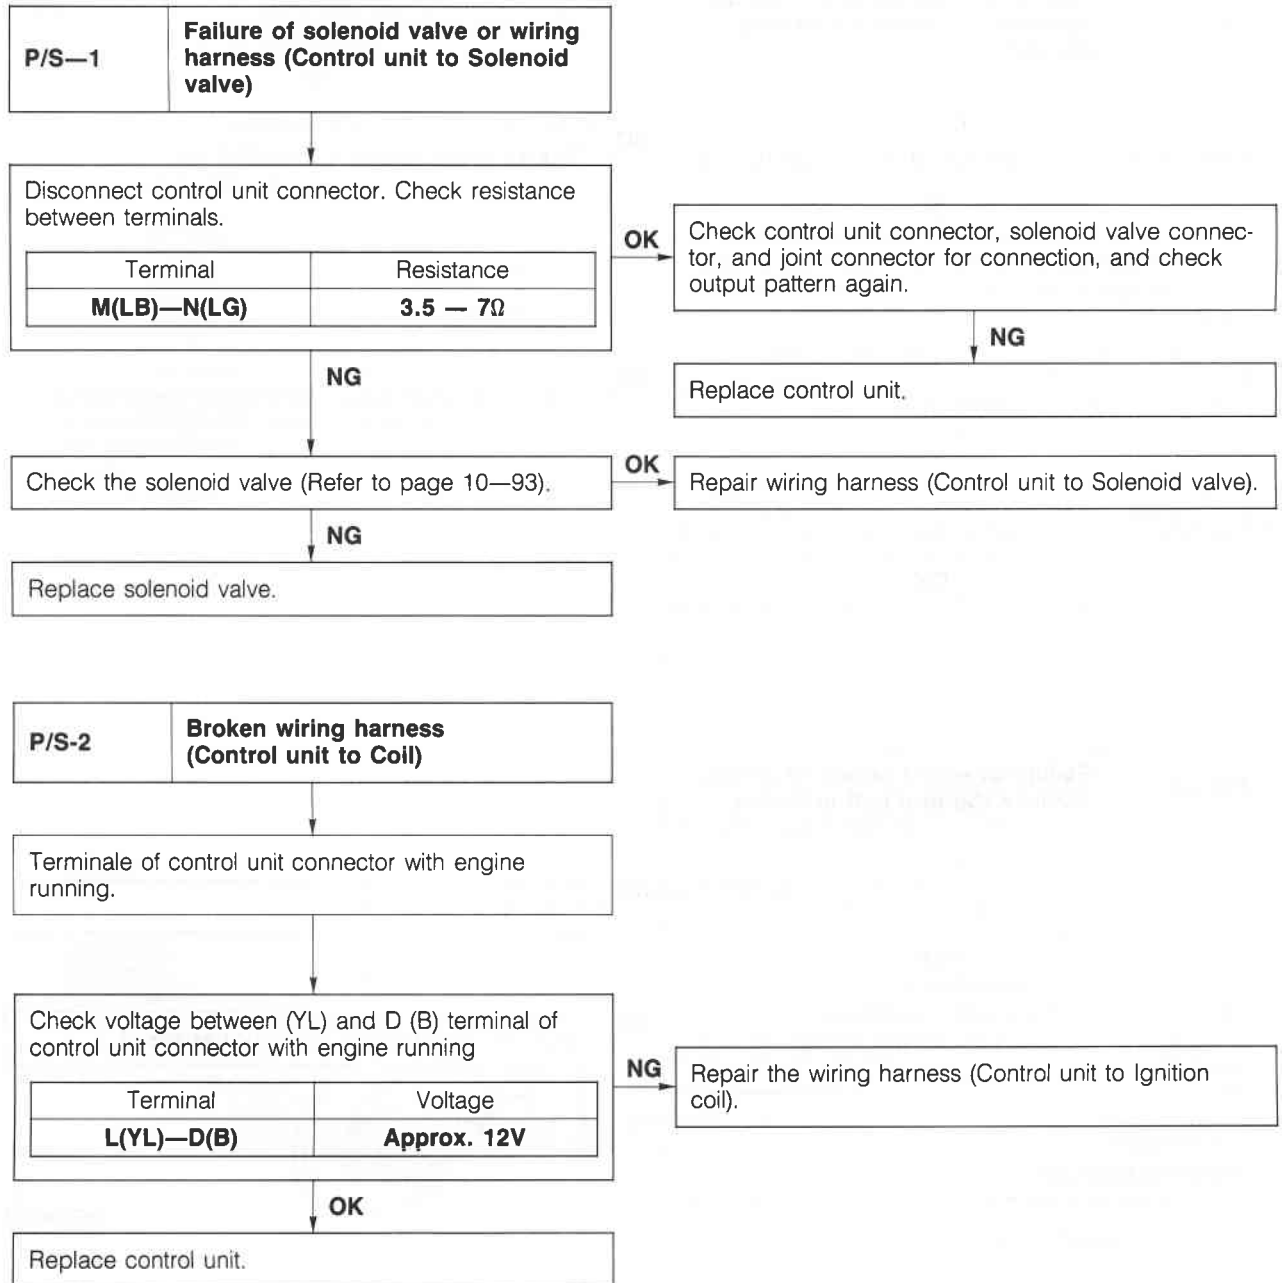 P/S—1
Failure of solenoid valve or wiring
harness (Control unit to Solenoid
valve)
Disconnect control unit connector. Check resistance
between terminals.
Terminal Resistance
M(LB)—N(LG) 3.5 — 7Ω
OK
Check control unit connector, solenoid valve connec-
tor, and joint connector for connection, and check
output pattern again.
NG
Replace control unit.
NG
Check the solenoid valve (Refer to page 10—93).
OK
Repair wiring harness (Control unit to Solenoid valve).
NG
Replace solenoid valve.
P/S-2
Broken wiring harness
(Control unit to Coil)
Terminale of control unit connector with engine
running.
Check voltage between (YL) and D (B) terminal of
control unit connector with engine running
Terminal Voltage
L(YL)—D(B) Approx. 12V
NG
Repair the wiring harness (Control unit to Ignition
coil).
OK
Replace control unit.